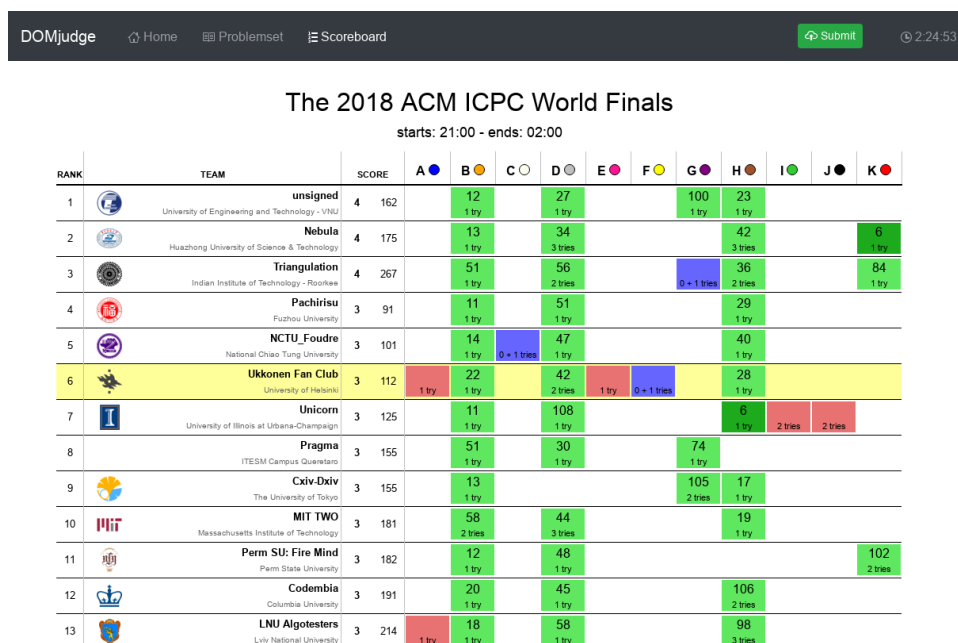 DOMjudge Home Problemset Scoreboard Submit 2:24:53
The 2018 ACM ICPC World Finals
starts: 21:00 - ends: 02:00
RANK TEAM SCORE A B C D E F G H I J K
1 unsigned 4 162 12 27 100 23
University of Engineering and Technology - VNU 1 try 1 try 1 try 1 try
2 Nebula 4 175 13 34 42 6
Huazhong University of Science & Technology 1 try 3 tries 3 tries 1 try
3 Triangulation 4 267 51 56 36 84
Indian Institute of Technology - Roorkee 1 try 2 tries 0 + 1 tries 2 tries 1 try
4 Pachirisu 3 91 11 51 29
Fuzhou University 1 try 1 try 1 try
5 NCTU_Foudre 3 101 14 47 40
National Chiao Tung University 1 try 0 + 1 tries 1 try 1 try
6 Ukkonen Fan Club 3 112 22 42 28
University of Helsinki 1 try 1 try 2 tries 1 try 0 + 1 tries 1 try
7 Unicorn 3 125 11 108 6
University of Illinois at Urbana-Champaign 1 try 1 try 1 try 2 tries 2 tries
8 Pragma 3 155 51 30 74
ITESM Campus Queretaro 1 try 1 try 1 try
9 Cxiv-Dxiv 3 155 13 105 17
The University of Tokyo 1 try 2 tries 1 try
10 MIT TWO 3 181 58 44 19
Massachusetts Institute of Technology 2 tries 3 tries 1 try
11 Perm SU: Fire Mind 3 182 12 48 102
Perm State University 1 try 1 try 2 tries
12 Codembia 3 191 20 45 106
Columbia University 1 try 1 try 2 tries
13 LNU Algotesters 3 214 18 58 98
Lviv National University 1 try 1 try 1 try 3 tries